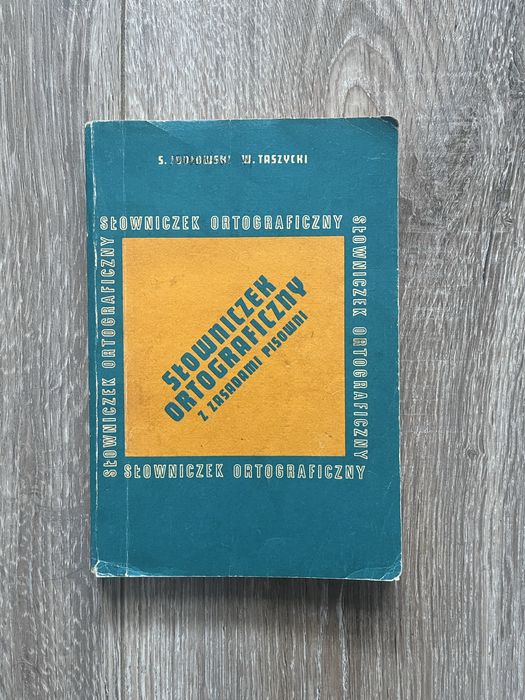 S. JODŁOWSKI W. TASZYCKI
SŁOWNICZEK ORTOGRAFICZNY
SŁOWNICZEK ORTOGRAFICZNY
SŁOWNICZEK ORTOGRAFICZNY
SŁOWNICZEK
ORTOGRAFICZNY
Z ZASADAMI PISOWNI
SŁOWNICZEK ORTOGRAFICZNY